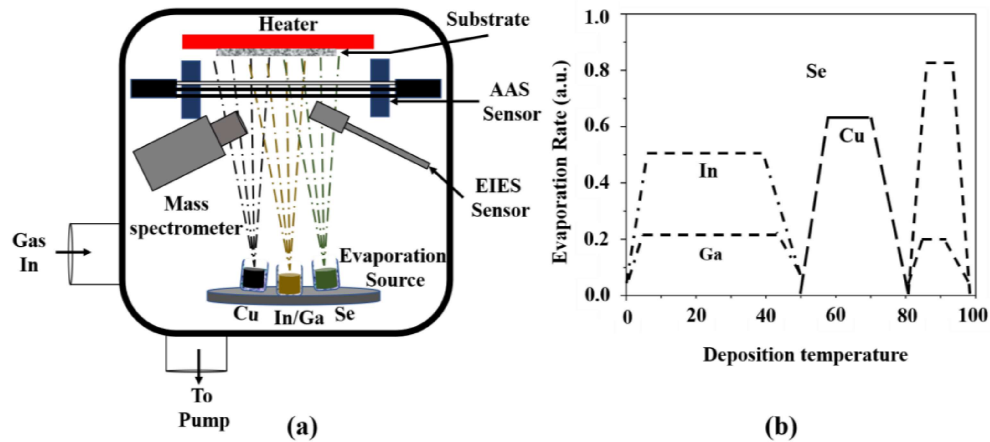 Heater
Substrate
AAS
Sensor
EIES
Sensor
Mass
spectrometer
Gas
In
Evaporation
Source
Cu
In/Ga
Se
To
Pump
(a)
Evaporation Rate (a.u.)
0.8
0.6
0.4
0.2
0.0
Se
Cu
In
Ga
0
20
40
60
80
100
Deposition temperature
(b)